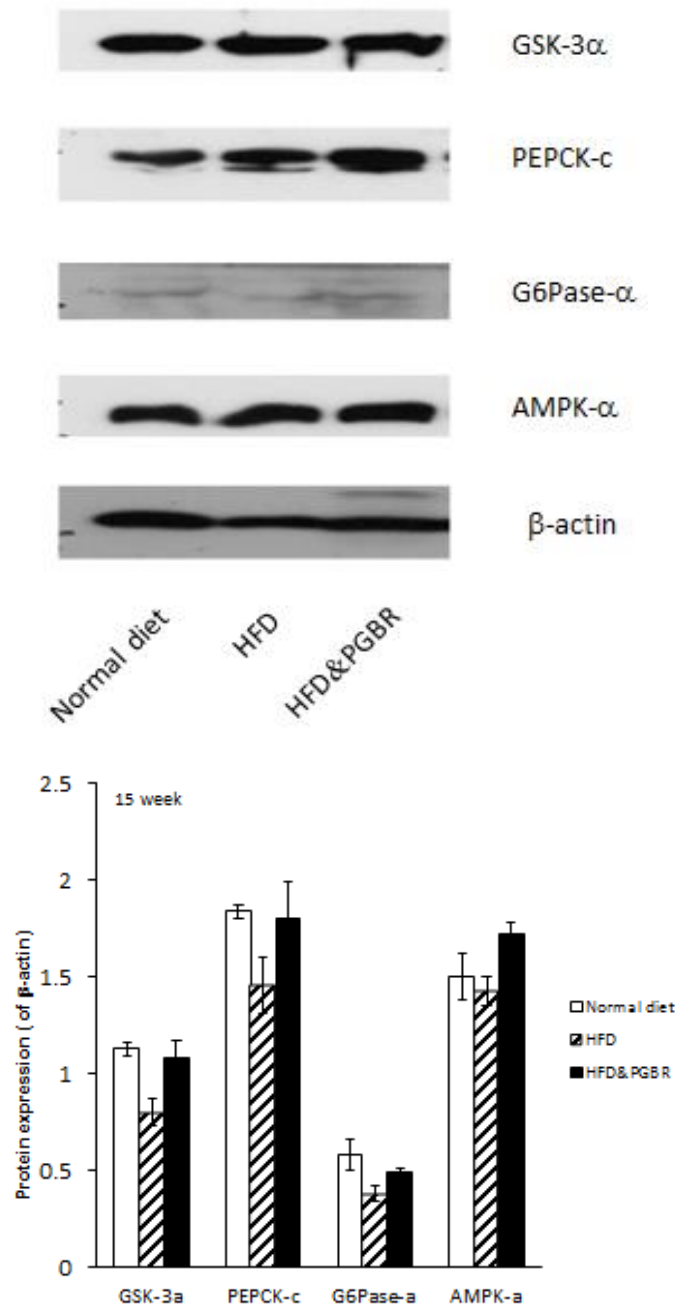 GSK-3α
PEPCK-c
G6Pase-α
AMPK-α
β-actin
Normal diet
HFD
HFD&PGBR
2.5
15 week
2
1.5
1
0.5
0
Protein expression ( of β-actin)
Normal diet
HFD
HFD&PGBR
GSK-3a PEPCK-c G6Pase-a AMPK-a